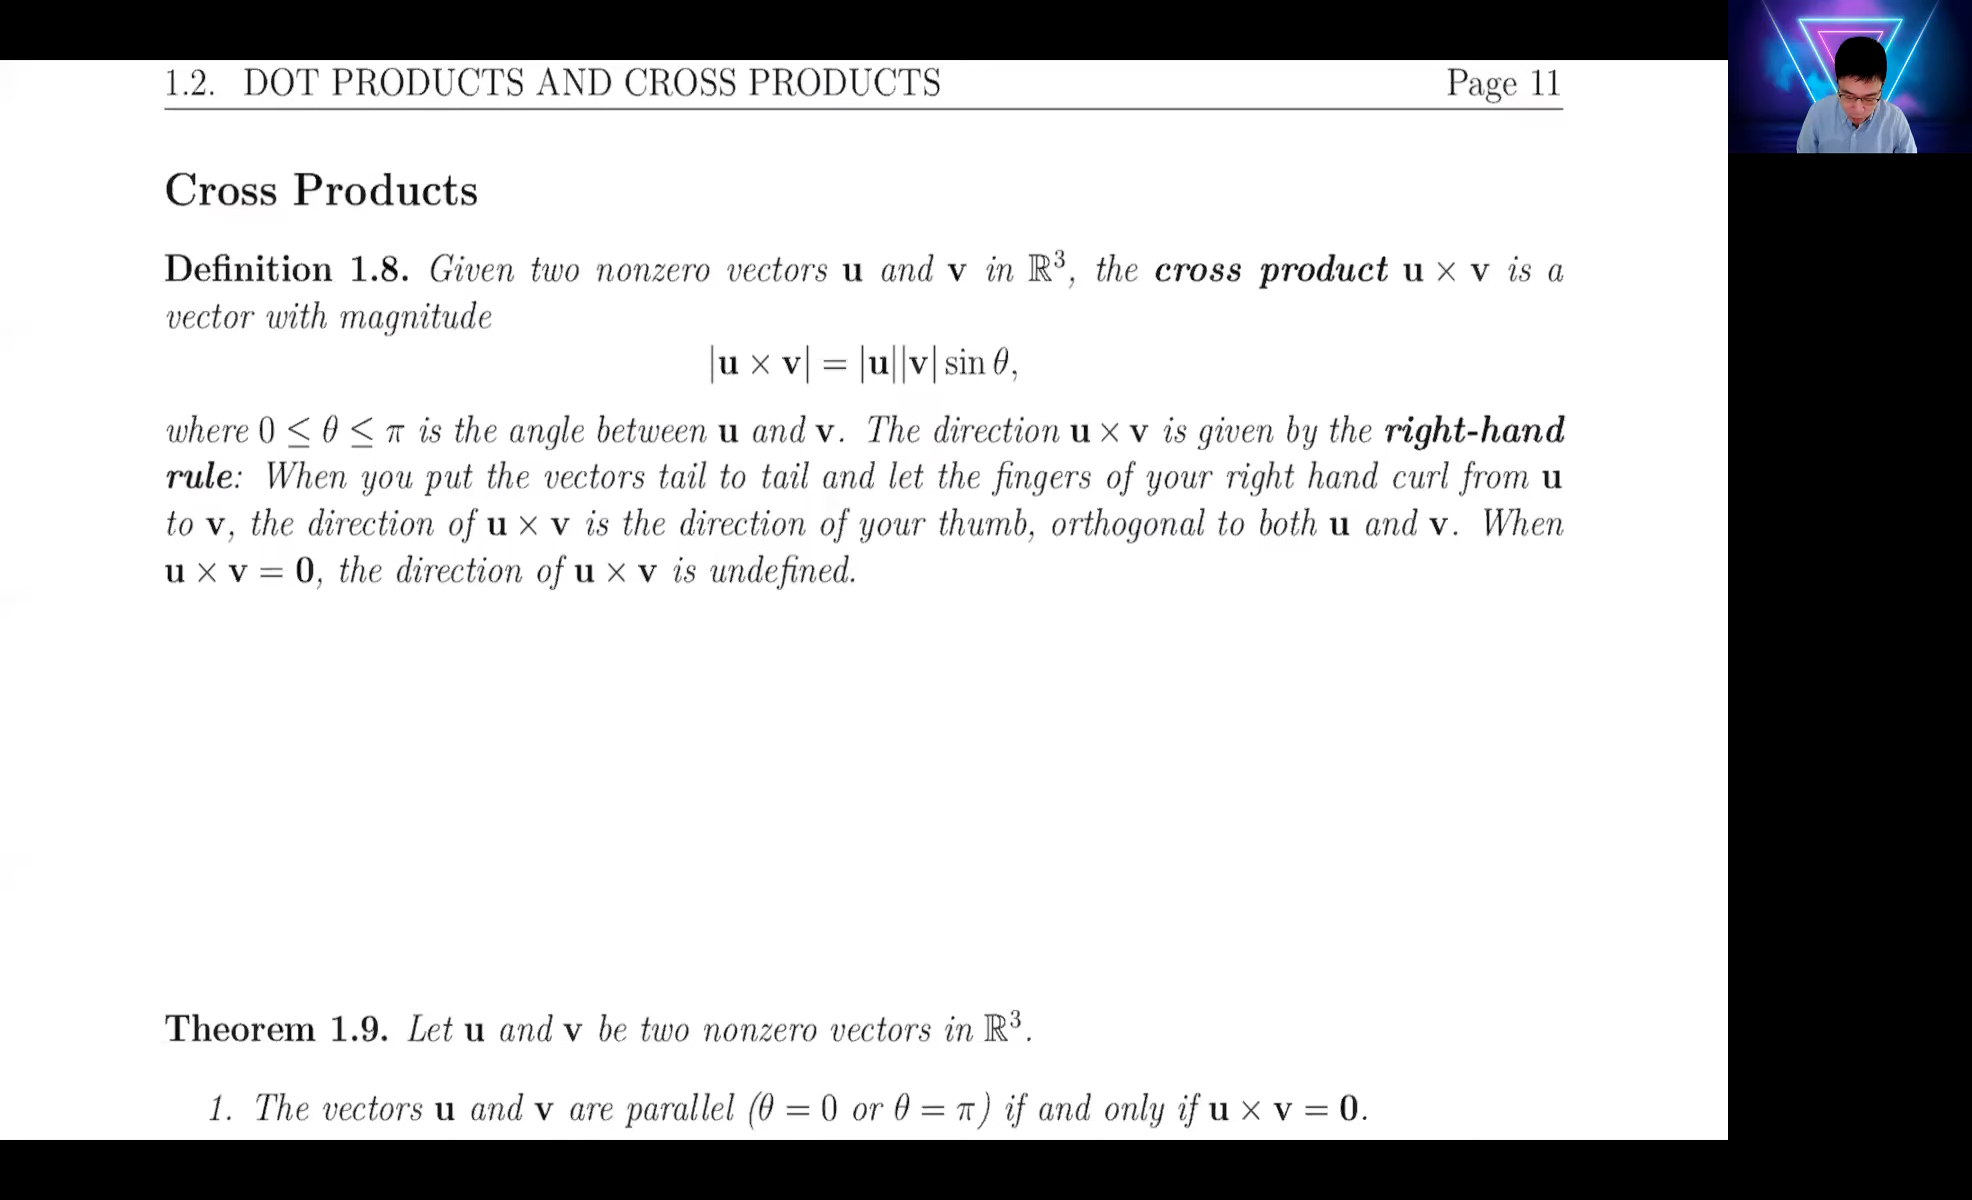 1.2. DOT PRODUCTS AND CROSS PRODUCTS Page 11
Cross Products
Definition 1.8. Given two nonzero vectors u and v in ℝ³, the cross product u × v is a
vector with magnitude
|u × v| = |u||v| sin θ,
where 0 ≤ θ ≤ π is the angle between u and v. The direction u × v is given by the right-hand
rule: When you put the vectors tail to tail and let the fingers of your right hand curl from u
to v, the direction of u × v is the direction of your thumb, orthogonal to both u and v. When
u × v = 0, the direction of u × v is undefined.
Theorem 1.9. Let u and v be two nonzero vectors in ℝ³.
1. The vectors u and v are parallel (θ = 0 or θ = π) if and only if u × v = 0.